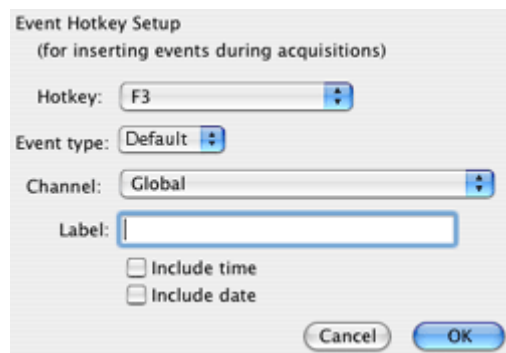 Event Hotkey Setup
(for inserting events during acquisitions)
Hotkey: F3
Event type: Default
Channel: Global
Label:
Include time
Include date
Cancel OK